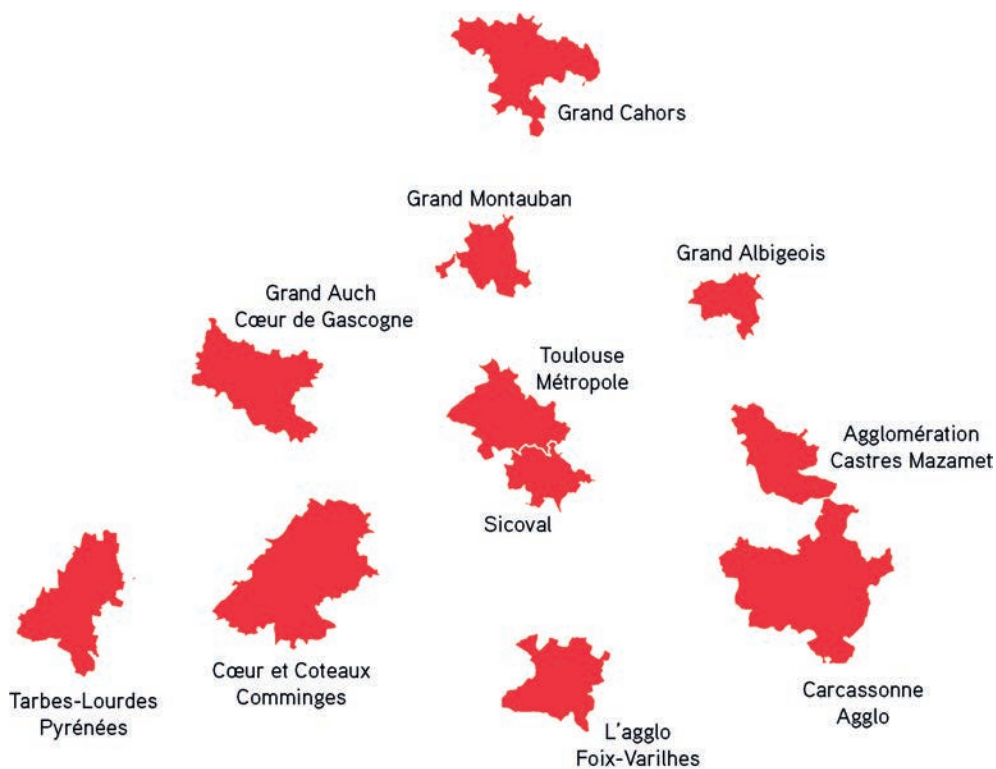 Grand Cahors
Grand Montauban
Grand Albigeois
Grand Auch
Cœur de Gascogne
Toulouse
Métropole
Agglomération
Castres Mazamet
Sicoval
Cœur et Coteaux
Comminges
Tarbes-Lourdes
Pyrénées
Carcassonne
Agglo
L'agglo
Foix-Varilhes